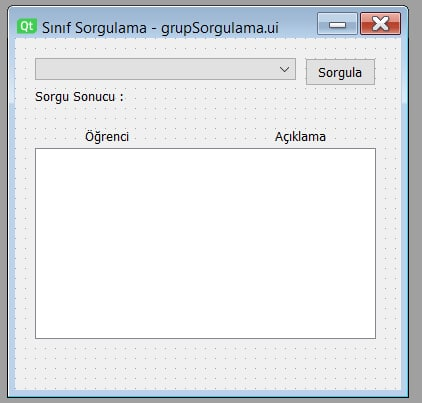 Qt Sınıf Sorgulama - grupSorgulama.ui
Sorgula
Sorgu Sonucu :
Öğrenci Açıklama